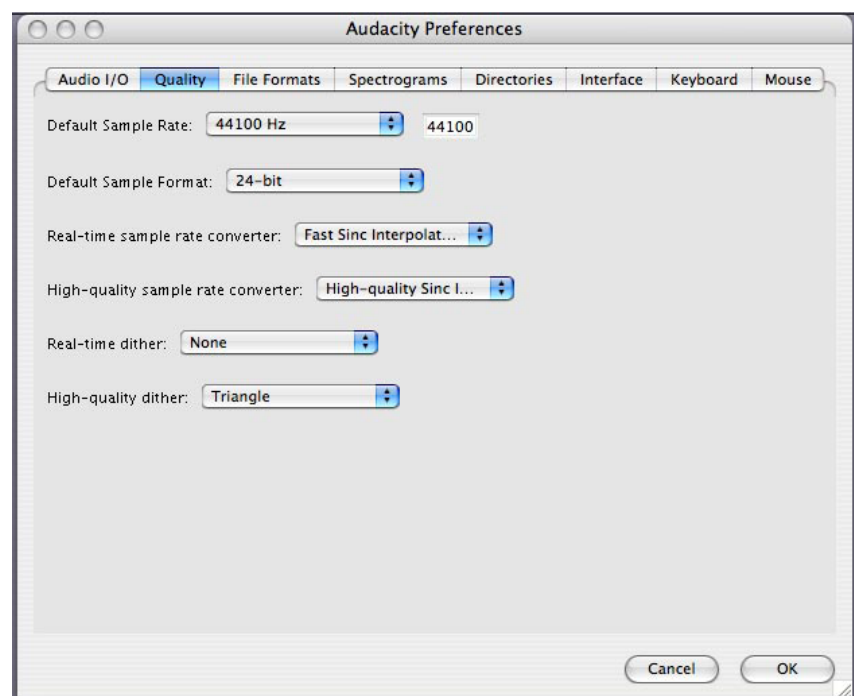 Audacity Preferences
Audio I/O Quality File Formats Spectrograms Directories Interface Keyboard Mouse
Default Sample Rate: 44100 Hz 44100
Default Sample Format: 24-bit
Real-time sample rate converter: Fast Sinc Interpolat...
High-quality sample rate converter: High-quality Sinc I...
Real-time dither: None
High-quality dither: Triangle
Cancel OK